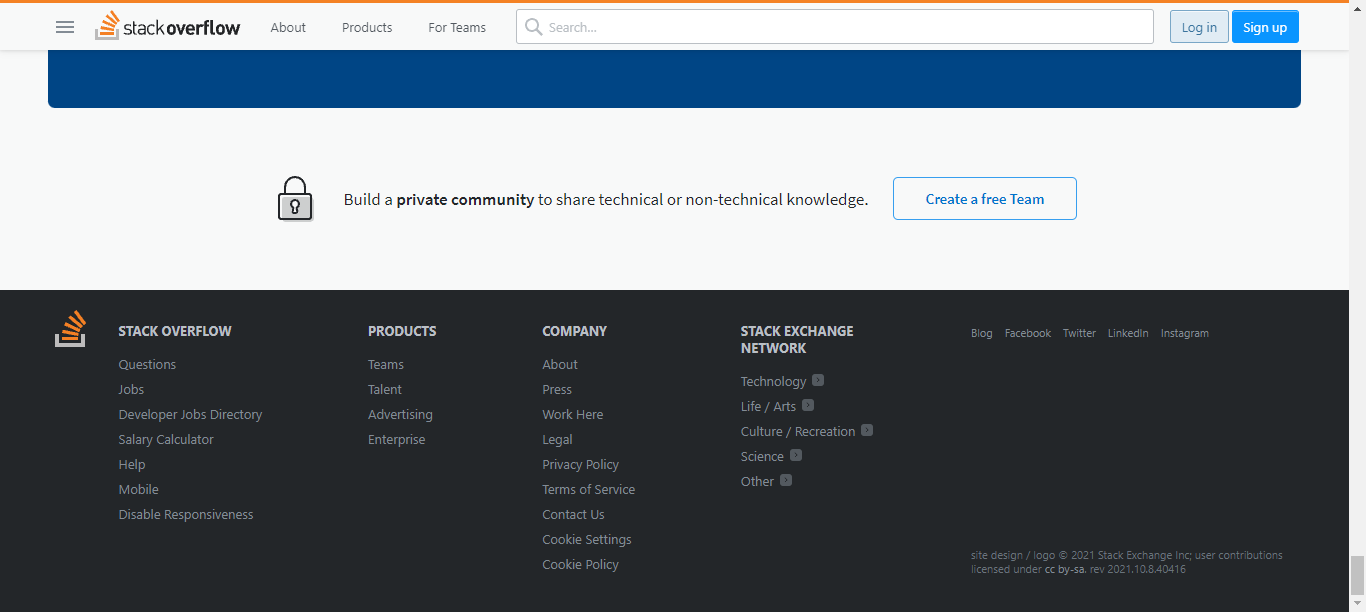 stack overflow
About
Products
For Teams
Search...
Log in
Sign up
Build a private community to share technical or non-technical knowledge.
Create a free Team
STACK OVERFLOW
Questions
Jobs
Developer Jobs Directory
Salary Calculator
Help
Mobile
Disable Responsiveness
PRODUCTS
Teams
Talent
Advertising
Enterprise
COMPANY
About
Press
Work Here
Legal
Privacy Policy
Terms of Service
Contact Us
Cookie Settings
Cookie Policy
STACK EXCHANGE
NETWORK
Technology
Life / Arts
Culture / Recreation
Science
Other
Blog Facebook Twitter LinkedIn Instagram
site design / logo © 2021 Stack Exchange Inc; user contributions
licensed under cc by-sa. rev 2021.10.8.40416